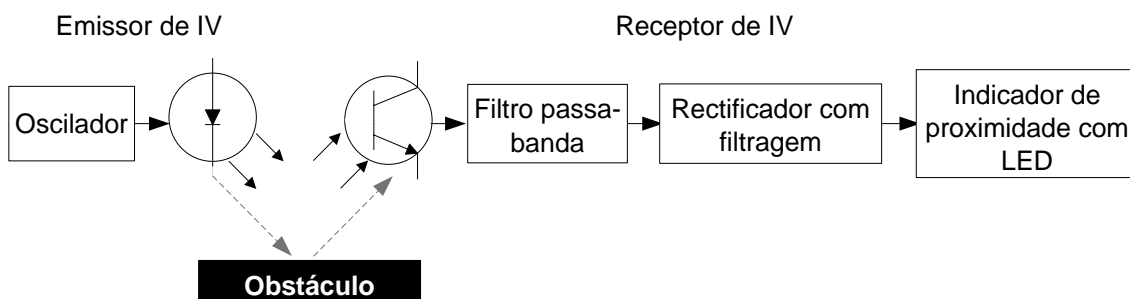 Emissor de IV
Receptor de IV
Oscilador
Filtro passa-
banda
Rectificador com
filtragem
Indicador de
proximidade com
LED
Obstáculo